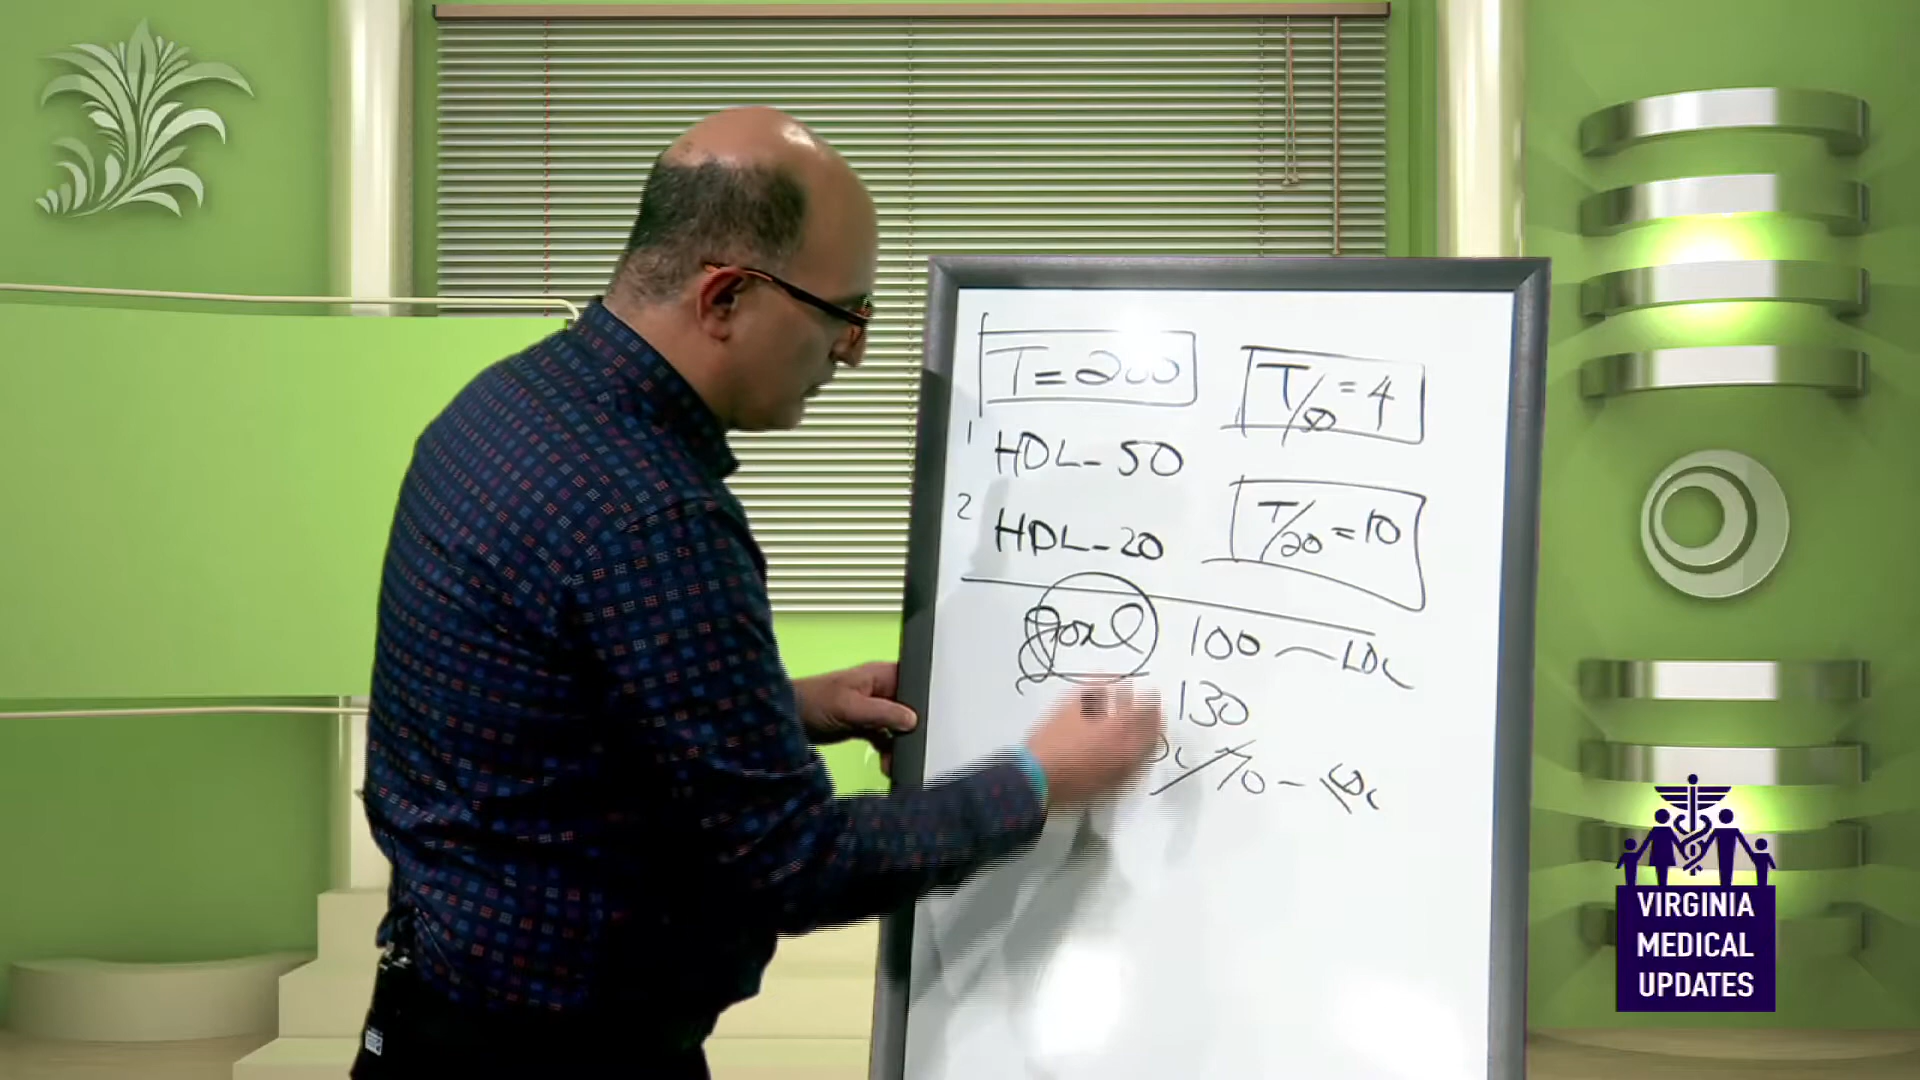 T = 200
T/50 = 4
1 HDL - 50
2 HDL - 20
T/20 = 10
Goal 100 — LDL
130
70 -
VIRGINIA
MEDICAL
UPDATES